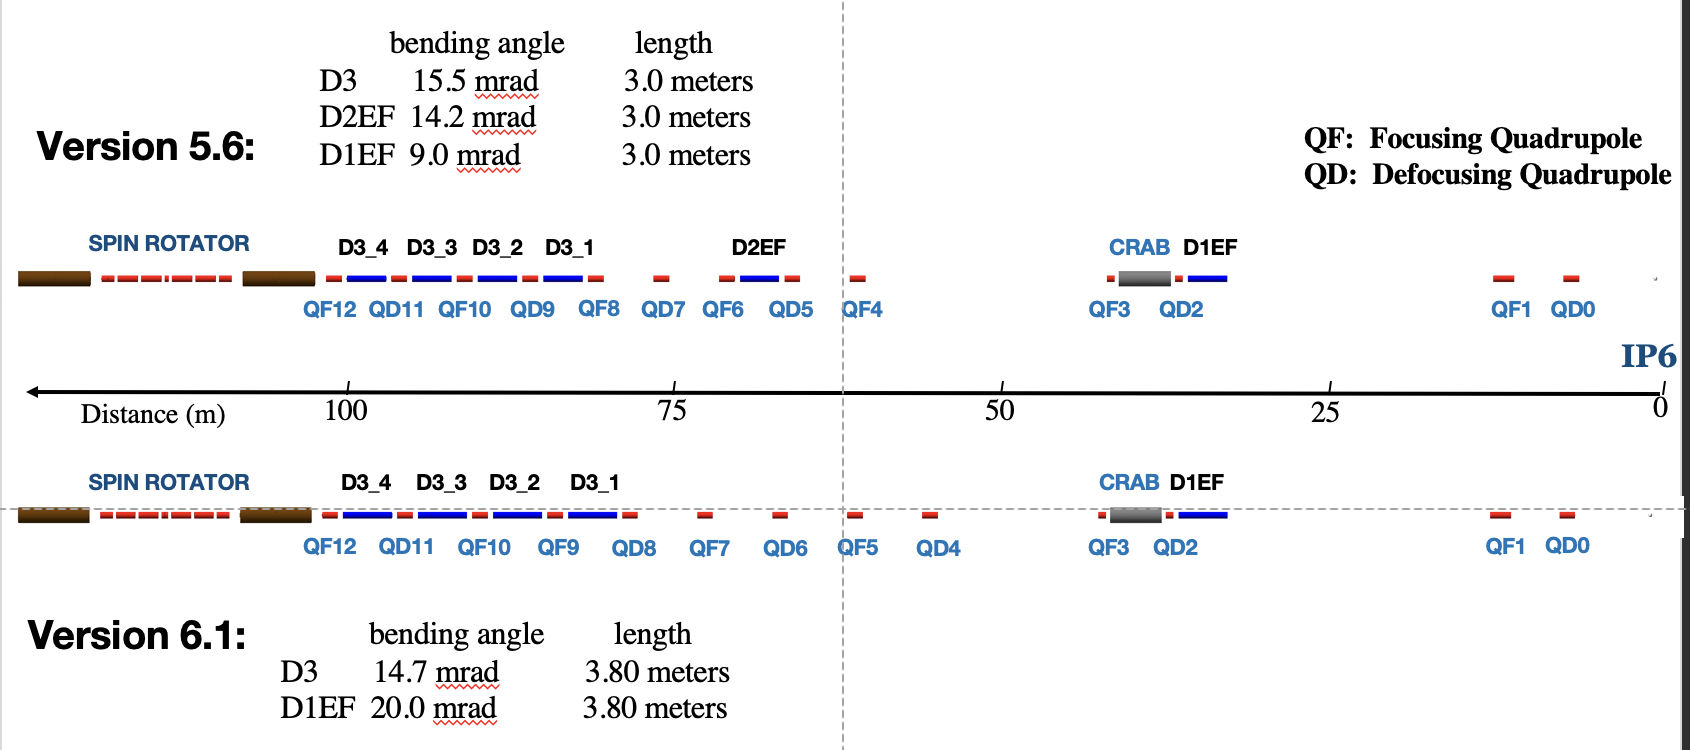 bending angle length
D3 15.5 mrad 3.0 meters
D2EF 14.2 mrad 3.0 meters
D1EF 9.0 mrad 3.0 meters
Version 5.6:
QF: Focusing Quadrupole
QD: Defocusing Quadrupole
SPIN ROTATOR D3_4 D3_3 D3_2 D3_1 D2EF CRAB D1EF
QF12 QD11 QF10 QD9 QF8 QD7 QF6 QD5 QF4 QF3 QD2 QF1 QD0
IP6
Distance (m) 100 75 50 25 0
SPIN ROTATOR D3_4 D3_3 D3_2 D3_1 CRAB D1EF
QF12 QD11 QF10 QF9 QD8 QF7 QD6 QF5 QD4 QF3 QD2 QF1 QD0
Version 6.1:
bending angle length
D3 14.7 mrad 3.80 meters
D1EF 20.0 mrad 3.80 meters